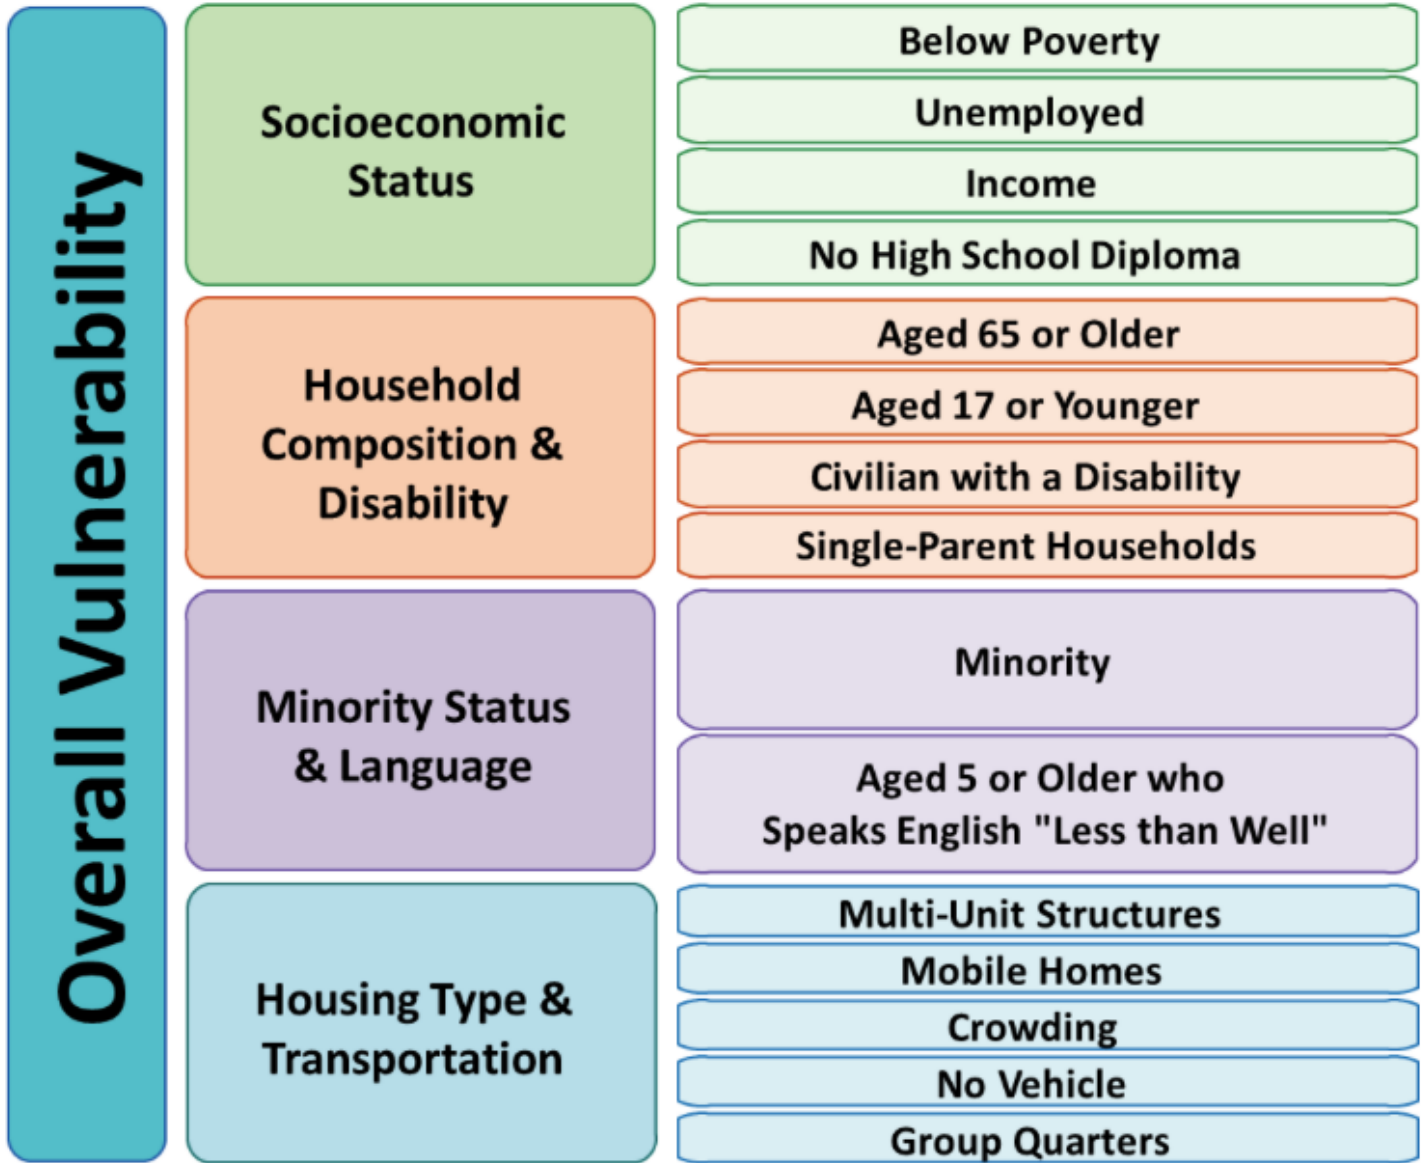 Overall Vulnerability
Socioeconomic
Status
Below Poverty
Unemployed
Income
No High School Diploma
Household
Composition &
Disability
Aged 65 or Older
Aged 17 or Younger
Civilian with a Disability
Single-Parent Households
Minority Status
& Language
Minority
Aged 5 or Older who
Speaks English "Less than Well"
Housing Type &
Transportation
Multi-Unit Structures
Mobile Homes
Crowding
No Vehicle
Group Quarters